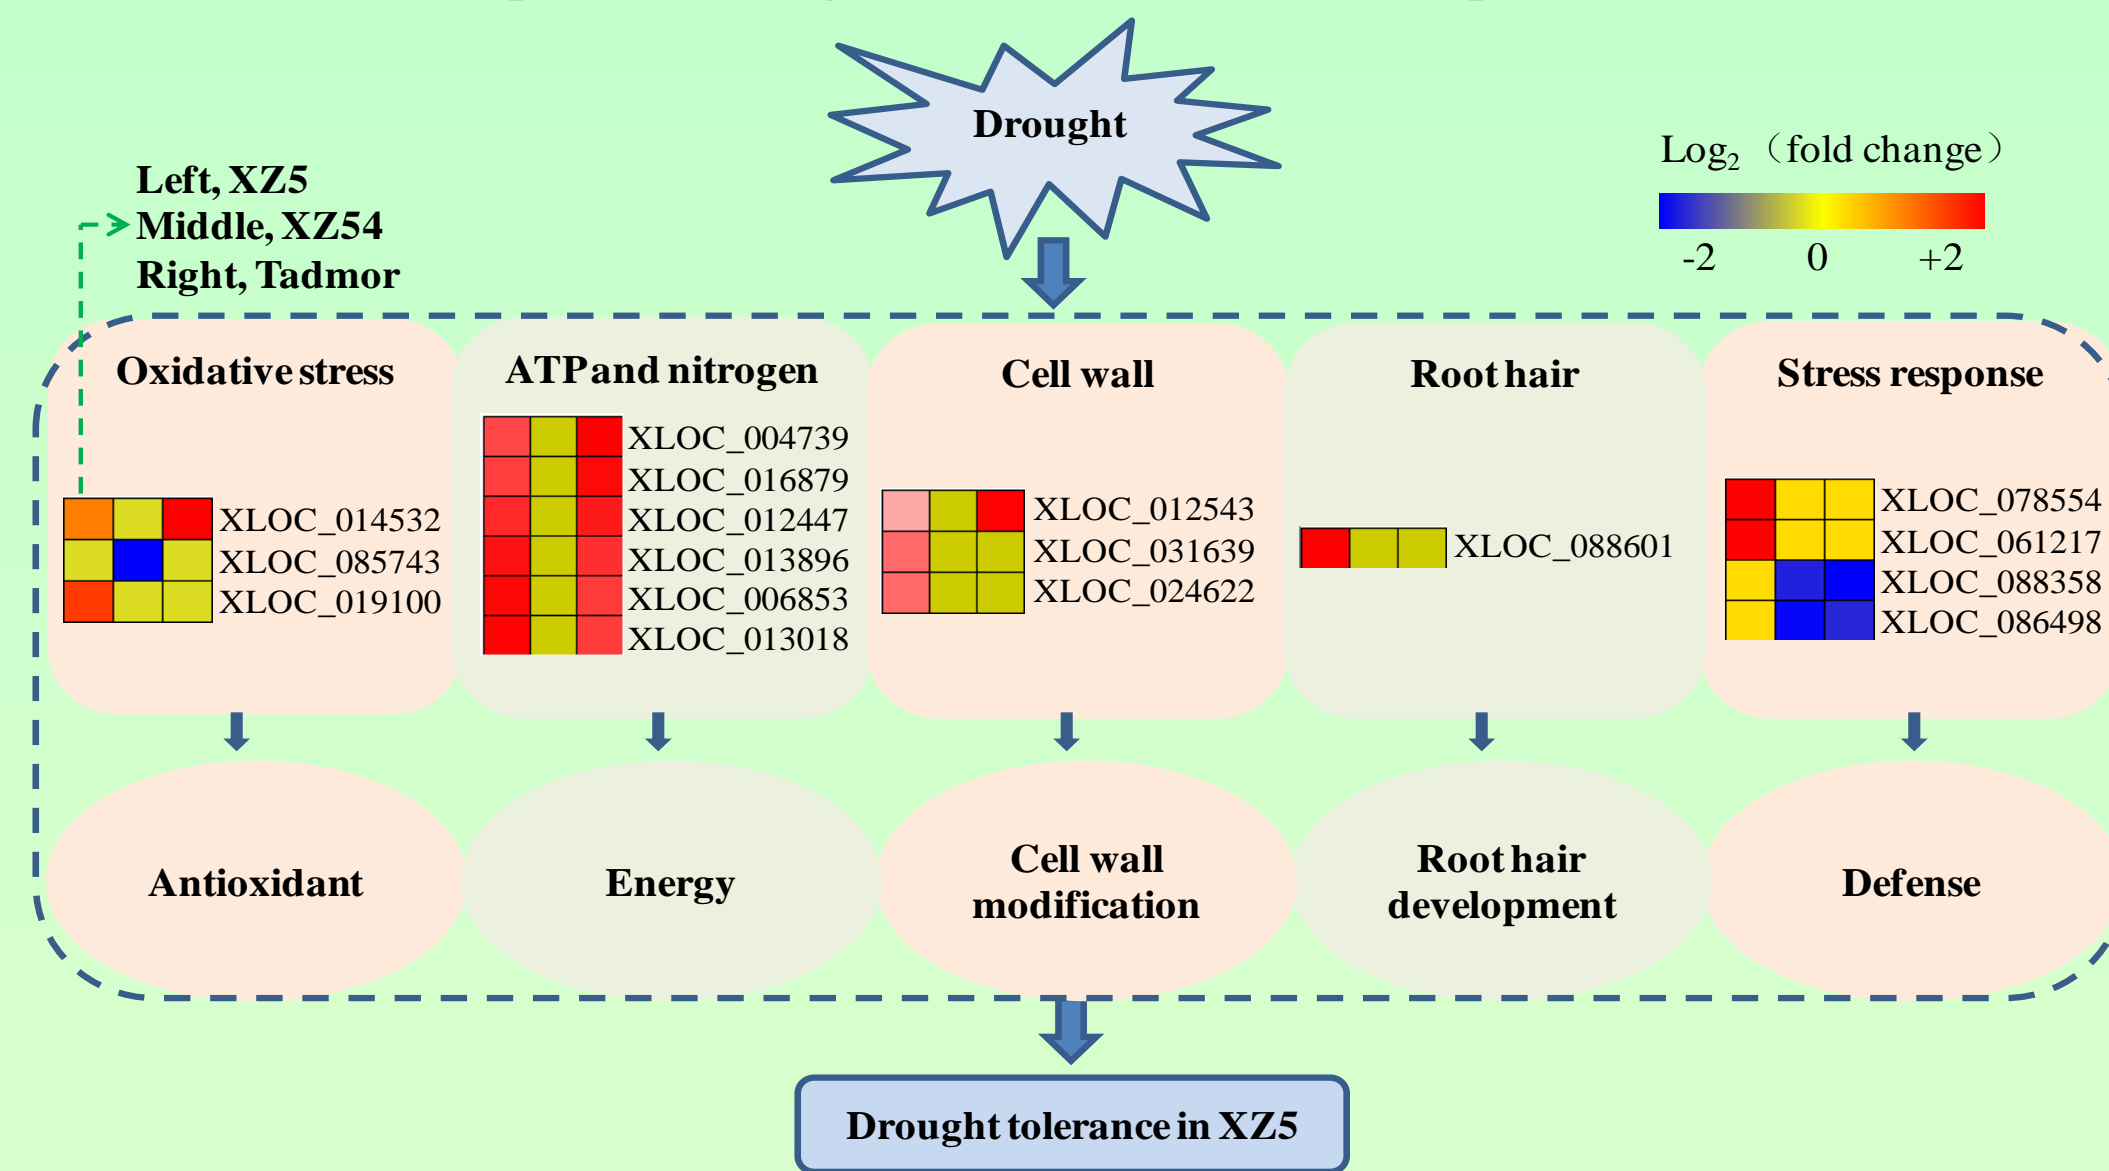 Drought
Left, XZ5
Middle, XZ54
Right, Tadmor
Log2（fold change）
-2 0 +2
Oxidative stress
XLOC_014532
XLOC_085743
XLOC_019100
ATPand nitrogen
XLOC_004739
XLOC_016879
XLOC_012447
XLOC_013896
XLOC_006853
XLOC_013018
Cell wall
XLOC_012543
XLOC_031639
XLOC_024622
Root hair
XLOC_088601
Stress response
XLOC_078554
XLOC_061217
XLOC_088358
XLOC_086498
Antioxidant
Energy
Cell wall
modification
Root hair
development
Defense
Drought tolerance in XZ5